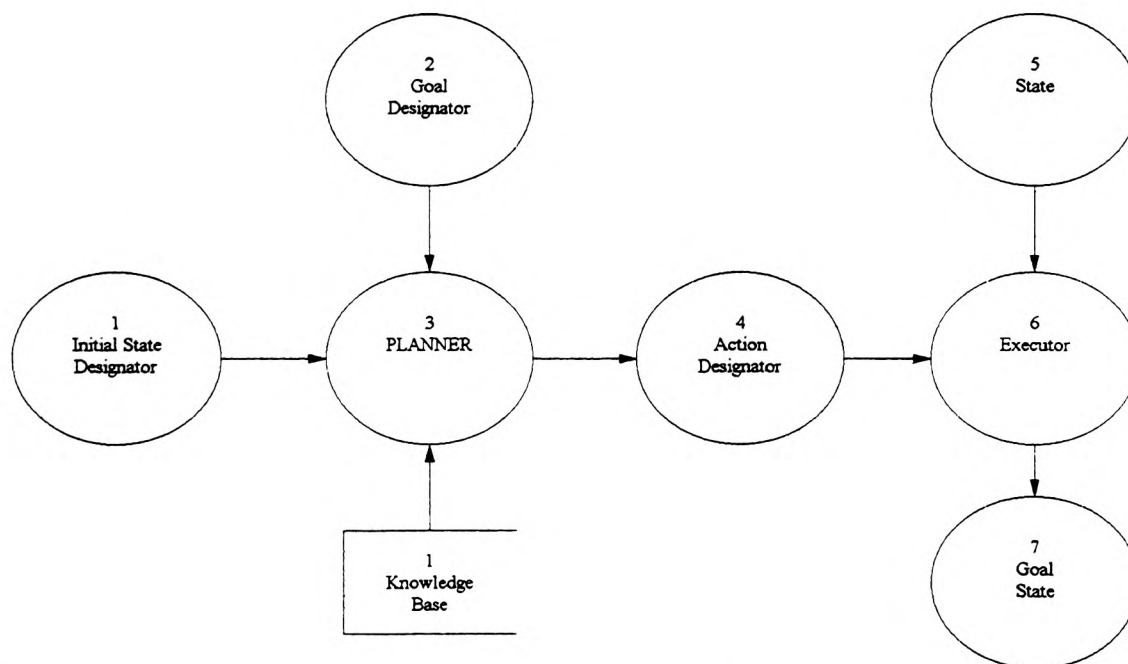 2
Goal
Designator
5
State
1
Initial State
Designator
3
PLANNER
4
Action
Designator
6
Executor
1
Knowledge
Base
7
Goal
State